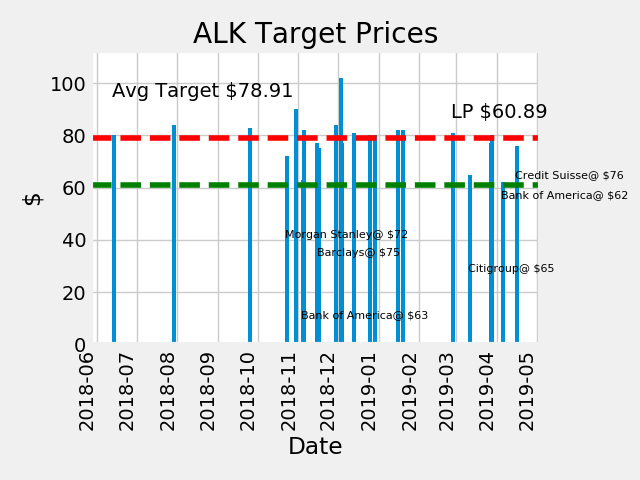 ALK Target Prices
100
80
60
40
20
0
$
Avg Target $78.91
LP $60.89
Credit Suisse@ $76
Bank of America@ $62
Morgan Stanley@ $72
Barclays@ $75
Citigroup@ $65
Bank of America@ $63
2018-06
2018-07
2018-08
2018-09
2018-10
2018-11
2018-12
2019-01
2019-02
2019-03
2019-04
2019-05
Date